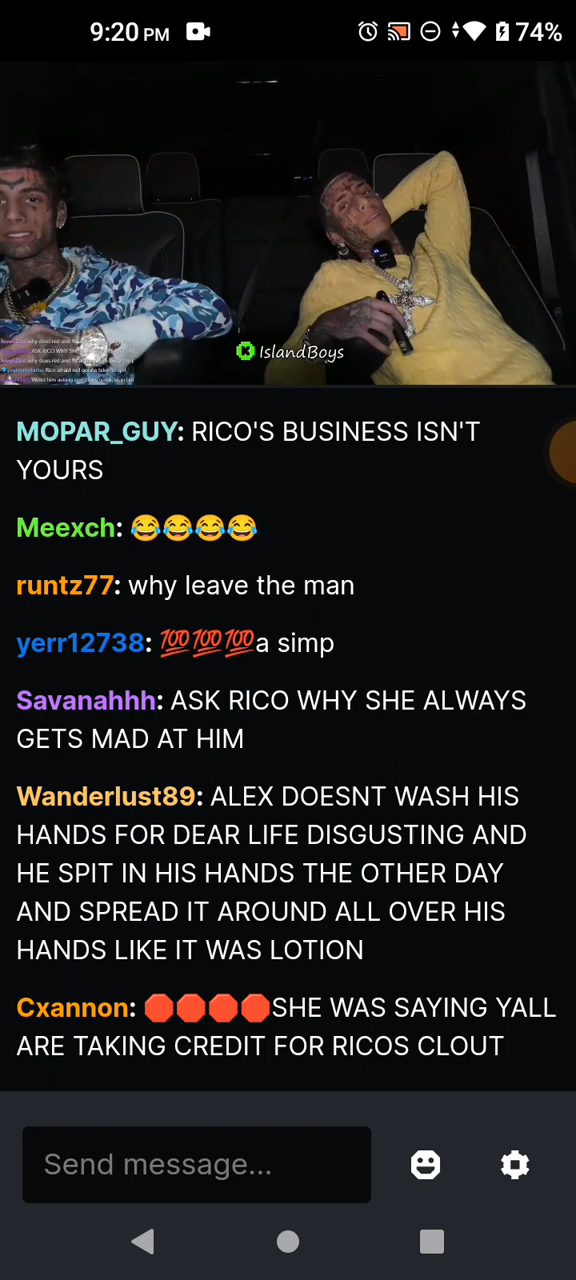 9:20 PM
74%
IslandBoys
MOPAR_GUY: RICO'S BUSINESS ISN'T
YOURS
Meexch: 😂😂😂😂
runtz77: why leave the man
yerr12738: 💯💯💯a simp
Savanahhh: ASK RICO WHY SHE ALWAYS
GETS MAD AT HIM
Wanderlust89: ALEX DOESNT WASH HIS
HANDS FOR DEAR LIFE DISGUSTING AND
HE SPIT IN HIS HANDS THE OTHER DAY
AND SPREAD IT AROUND ALL OVER HIS
HANDS LIKE IT WAS LOTION
Cxannon: 🛑🛑🛑🛑SHE WAS SAYING YALL
ARE TAKING CREDIT FOR RICOS CLOUT
Send message...